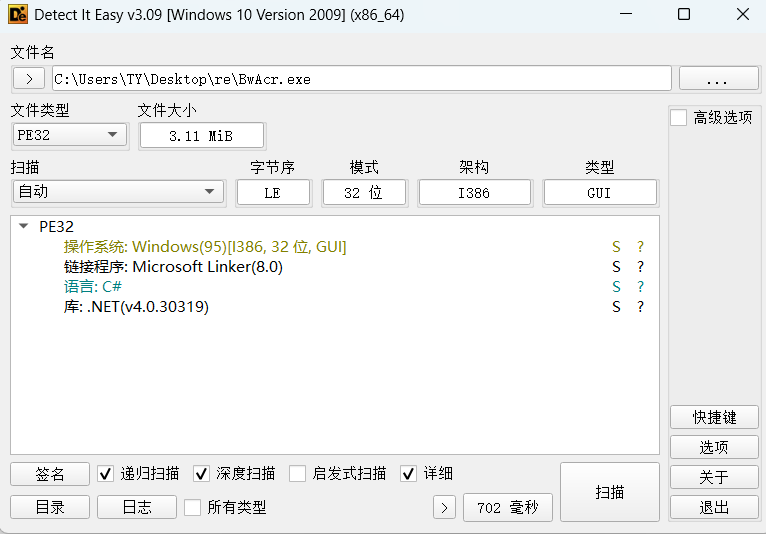 Detect It Easy v3.09 [Windows 10 Version 2009] (x86_64)
文件名
> C:\Users\TY\Desktop\re\BwAcr.exe ...
文件类型 文件大小
PE32 3.11 MiB
高级选项
扫描 字节序 模式 架构 类型
自动 LE 32 位 I386 GUI
PE32
操作系统: Windows(95)[I386, 32 位, GUI] S ?
链接程序: Microsoft Linker(8.0) S ?
语言: C# S ?
库: .NET(v4.0.30319) S ?
快捷键
选项
关于
退出
签名 递归扫描 深度扫描 启发式扫描 详细
扫描
目录 日志 所有类型 > 702 毫秒